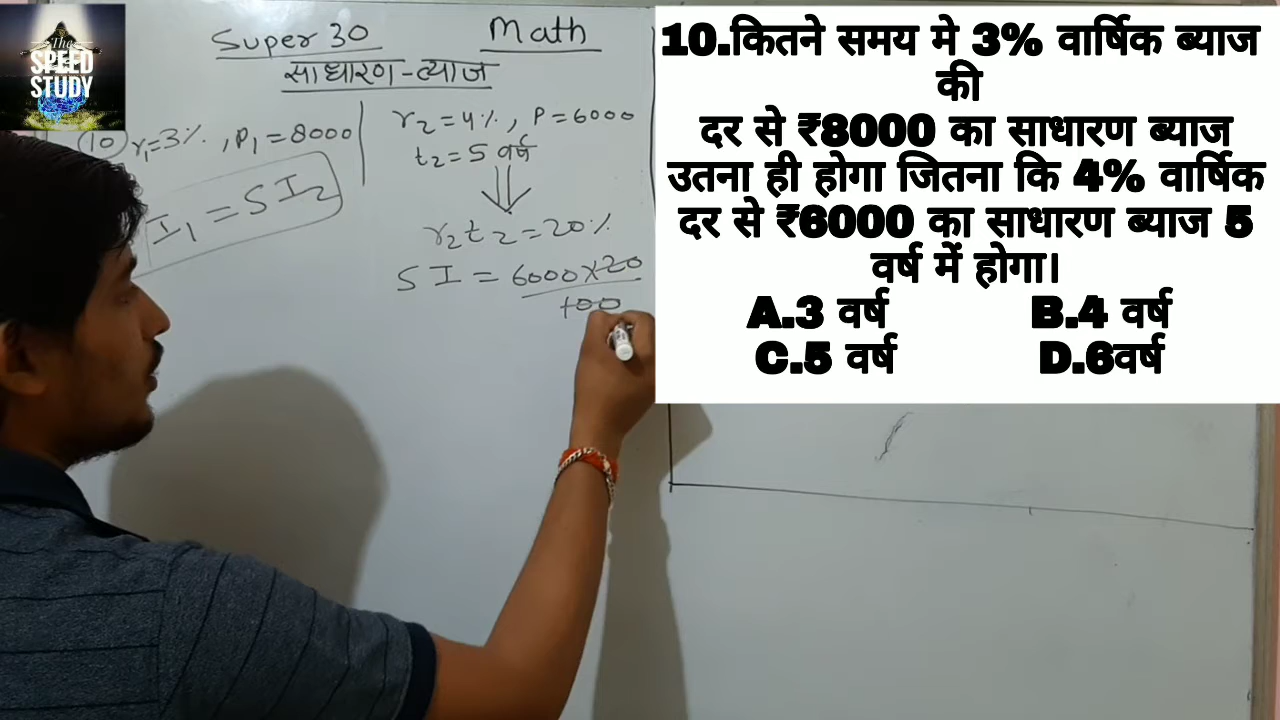 The
SPEED
STUDY
Super 30 Math
साधारण-ब्याज
10 r₁=3%, P₁=8000
I₁ = SI₂
r₂=4%, P=6000
t₂=5 वर्ष
r₂t₂=20%
SI = 6000×20
100
10.कितने समय मे 3% वार्षिक ब्याज
की
दर से ₹8000 का साधारण ब्याज
उतना ही होगा जितना कि 4% वार्षिक
दर से ₹6000 का साधारण ब्याज 5
वर्ष में होगा।
A.3 वर्ष B.4 वर्ष
C.5 वर्ष D.6वर्ष